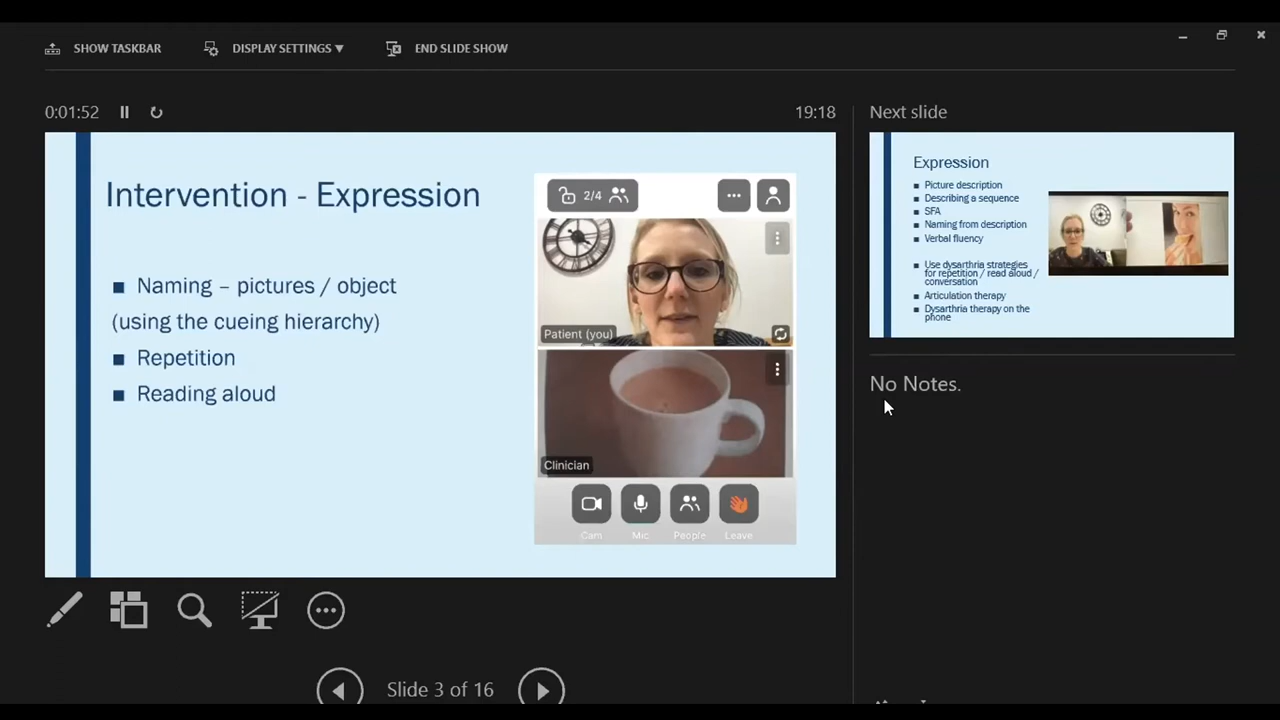 SHOW TASKBAR
DISPLAY SETTINGS ▼
END SLIDE SHOW
0:01:52
19:18
Next slide
Intervention - Expression
■ Naming – pictures / object
(using the cueing hierarchy)
■ Repetition
■ Reading aloud
2/4
Patient (you)
Clinician
Cam
Mic
People
Leave
Expression
■ Picture description
■ Describing a sequence
■ SFA
■ Naming from description
■ Verbal fluency
■ Use dysarthria strategies
for repetition / read aloud /
conversation
■ Articulation therapy
■ Dysarthria therapy on the
phone
No Notes.
Slide 3 of 16